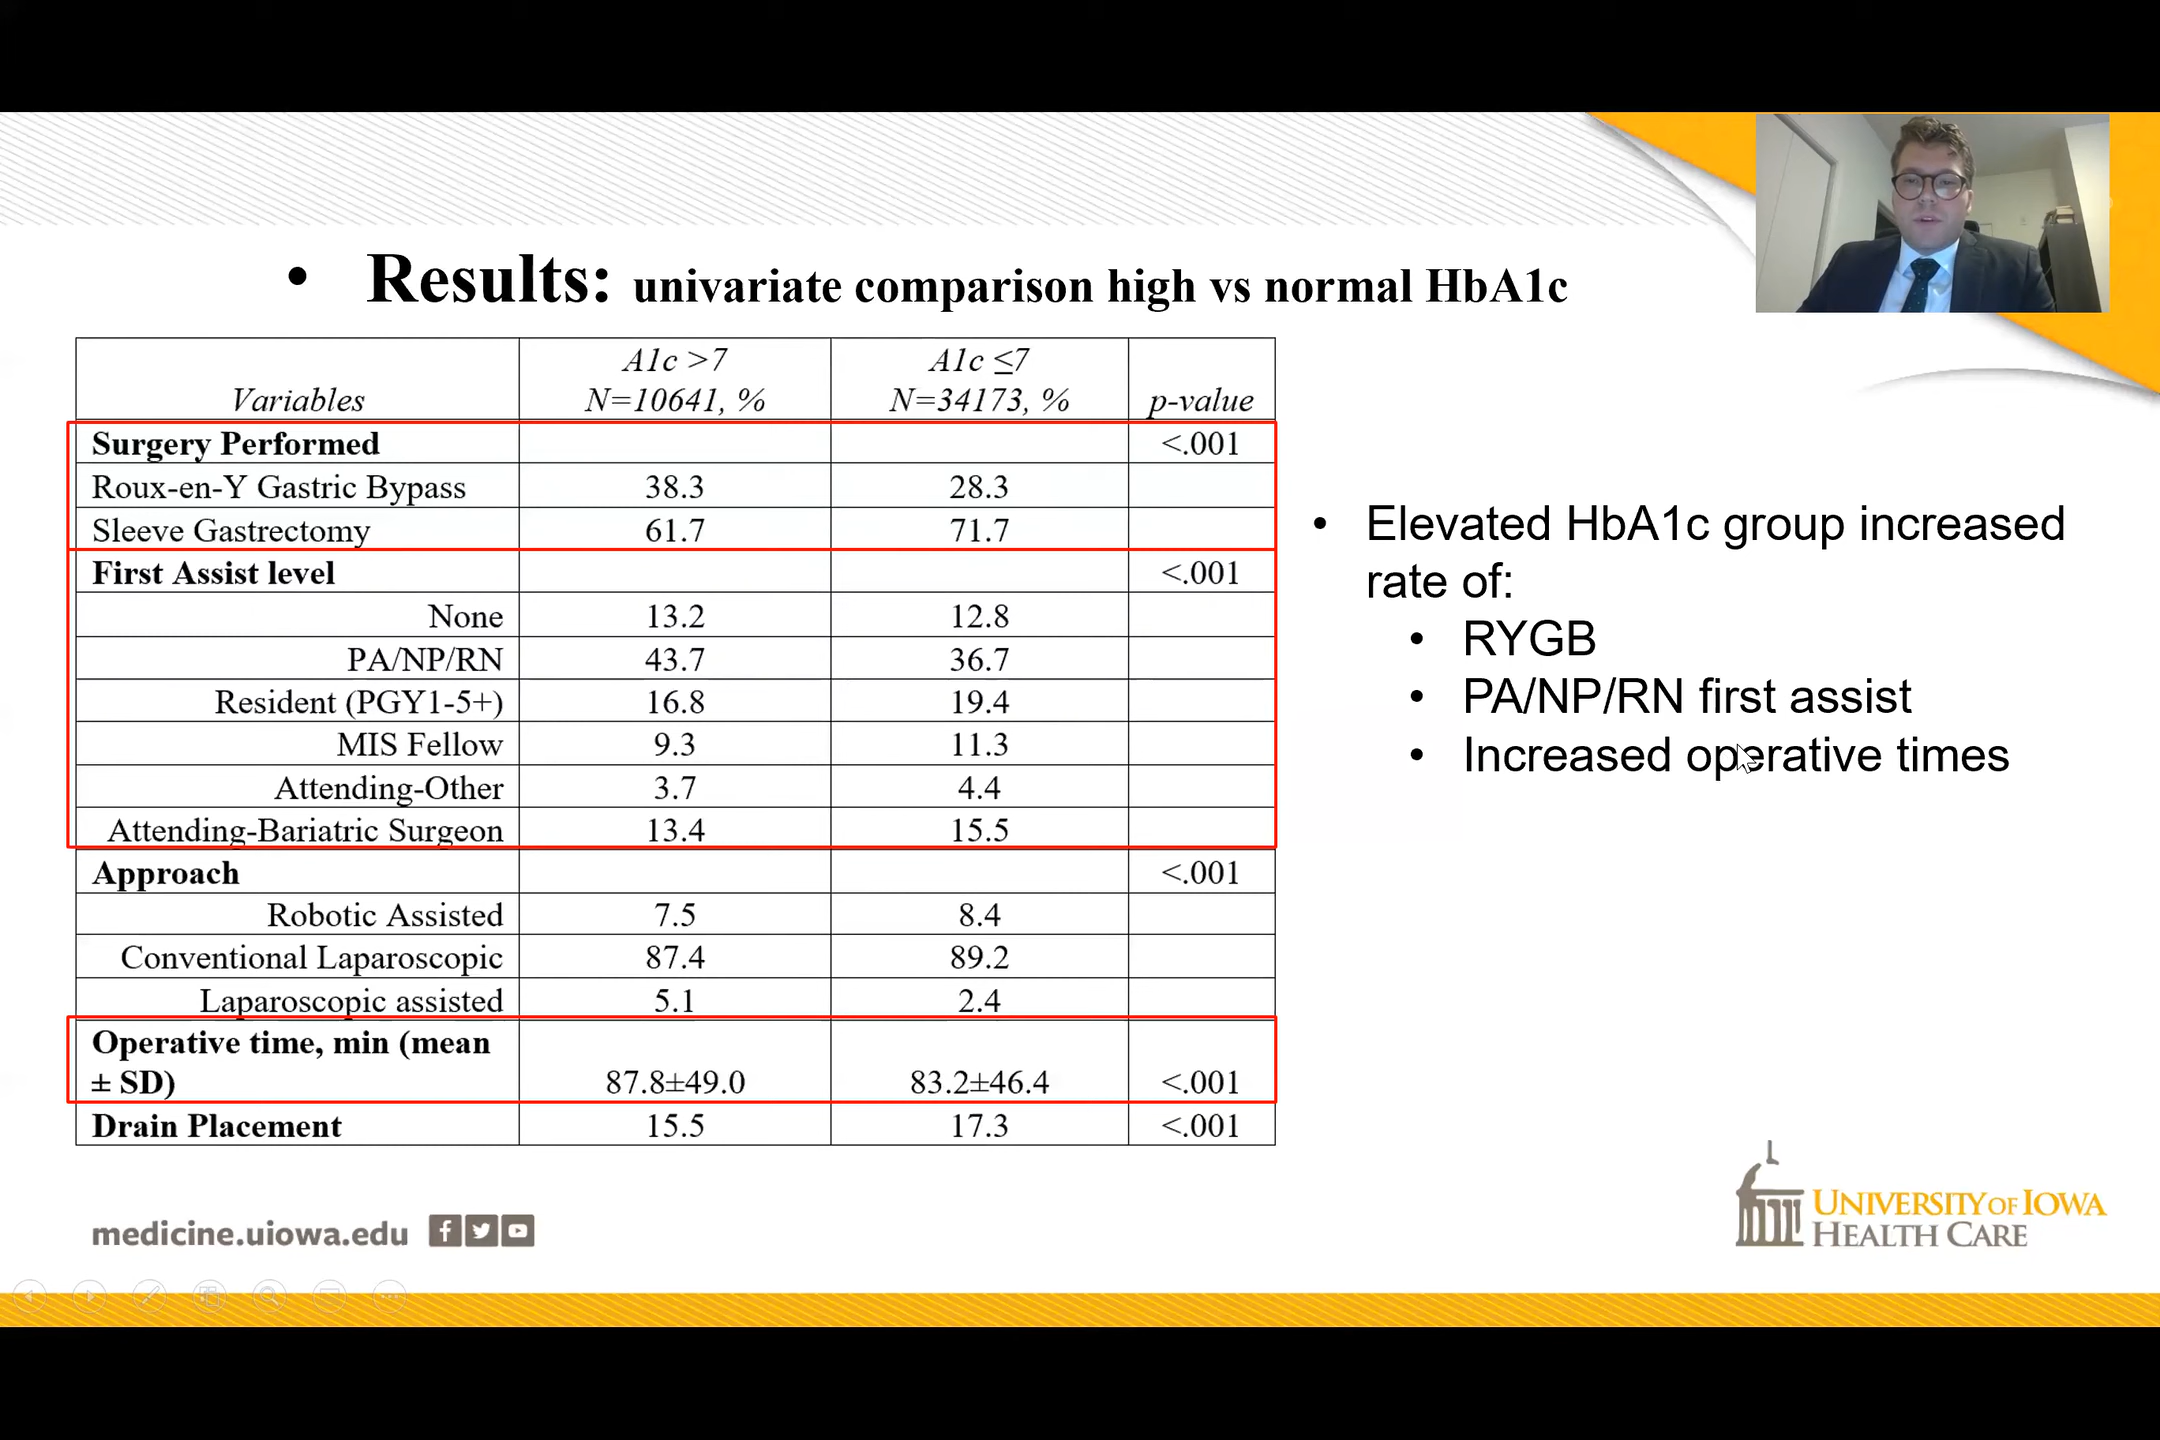 • Results: univariate comparison high vs normal HbA1c
Variables A1c >7 N=10641, % A1c ≤7 N=34173, % p-value
Surgery Performed <.001
Roux-en-Y Gastric Bypass 38.3 28.3
Sleeve Gastrectomy 61.7 71.7
First Assist level <.001
None 13.2 12.8
PA/NP/RN 43.7 36.7
Resident (PGY1-5+) 16.8 19.4
MIS Fellow 9.3 11.3
Attending-Other 3.7 4.4
Attending-Bariatric Surgeon 13.4 15.5
Approach <.001
Robotic Assisted 7.5 8.4
Conventional Laparoscopic 87.4 89.2
Laparoscopic assisted 5.1 2.4
Operative time, min (mean
± SD) 87.8±49.0 83.2±46.4 <.001
Drain Placement 15.5 17.3 <.001
• Elevated HbA1c group increased
rate of:
• RYGB
• PA/NP/RN first assist
• Increased operative times
medicine.uiowa.edu
UNIVERSITY OF IOWA
HEALTH CARE